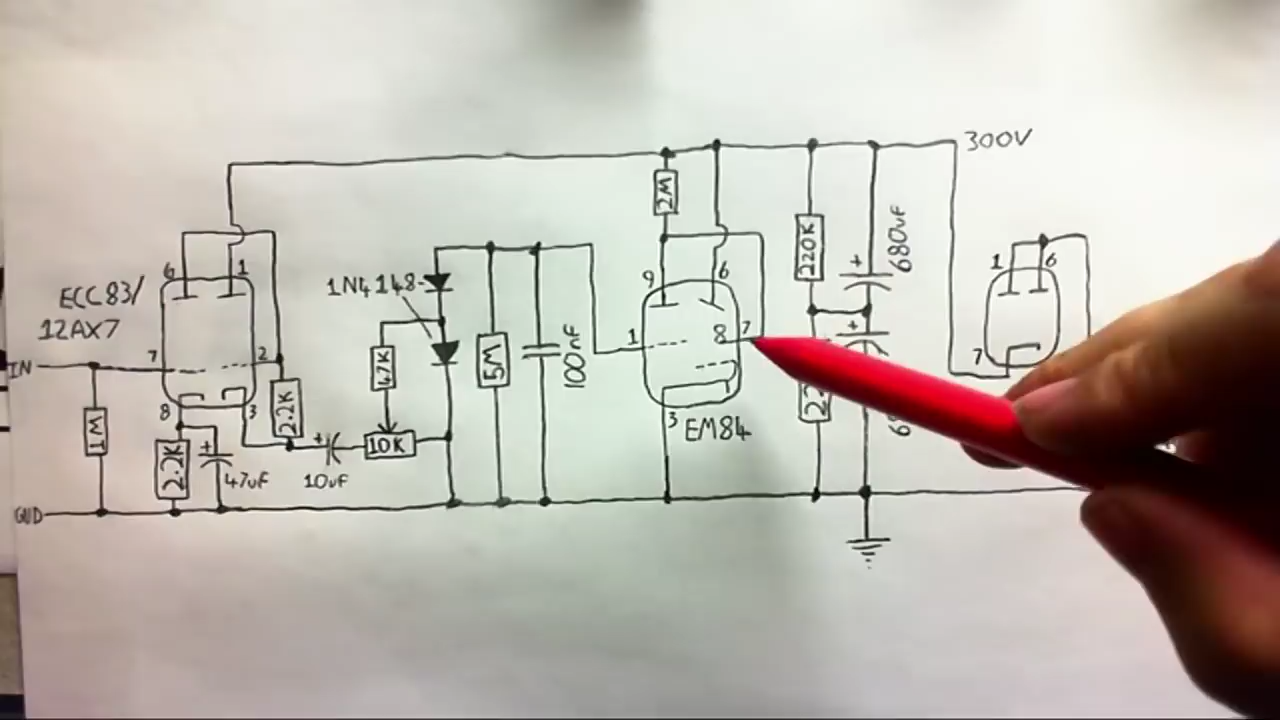 300V
2M
220K
680uF
6
1
1N4148
9
6
1
6
ECC83/
12AX7
IN
7
2
47K
5M
100nF
1
8
7
7
8
3
2.2K
1M
2.2K
47uF
10uF
10K
3
EM84
GND